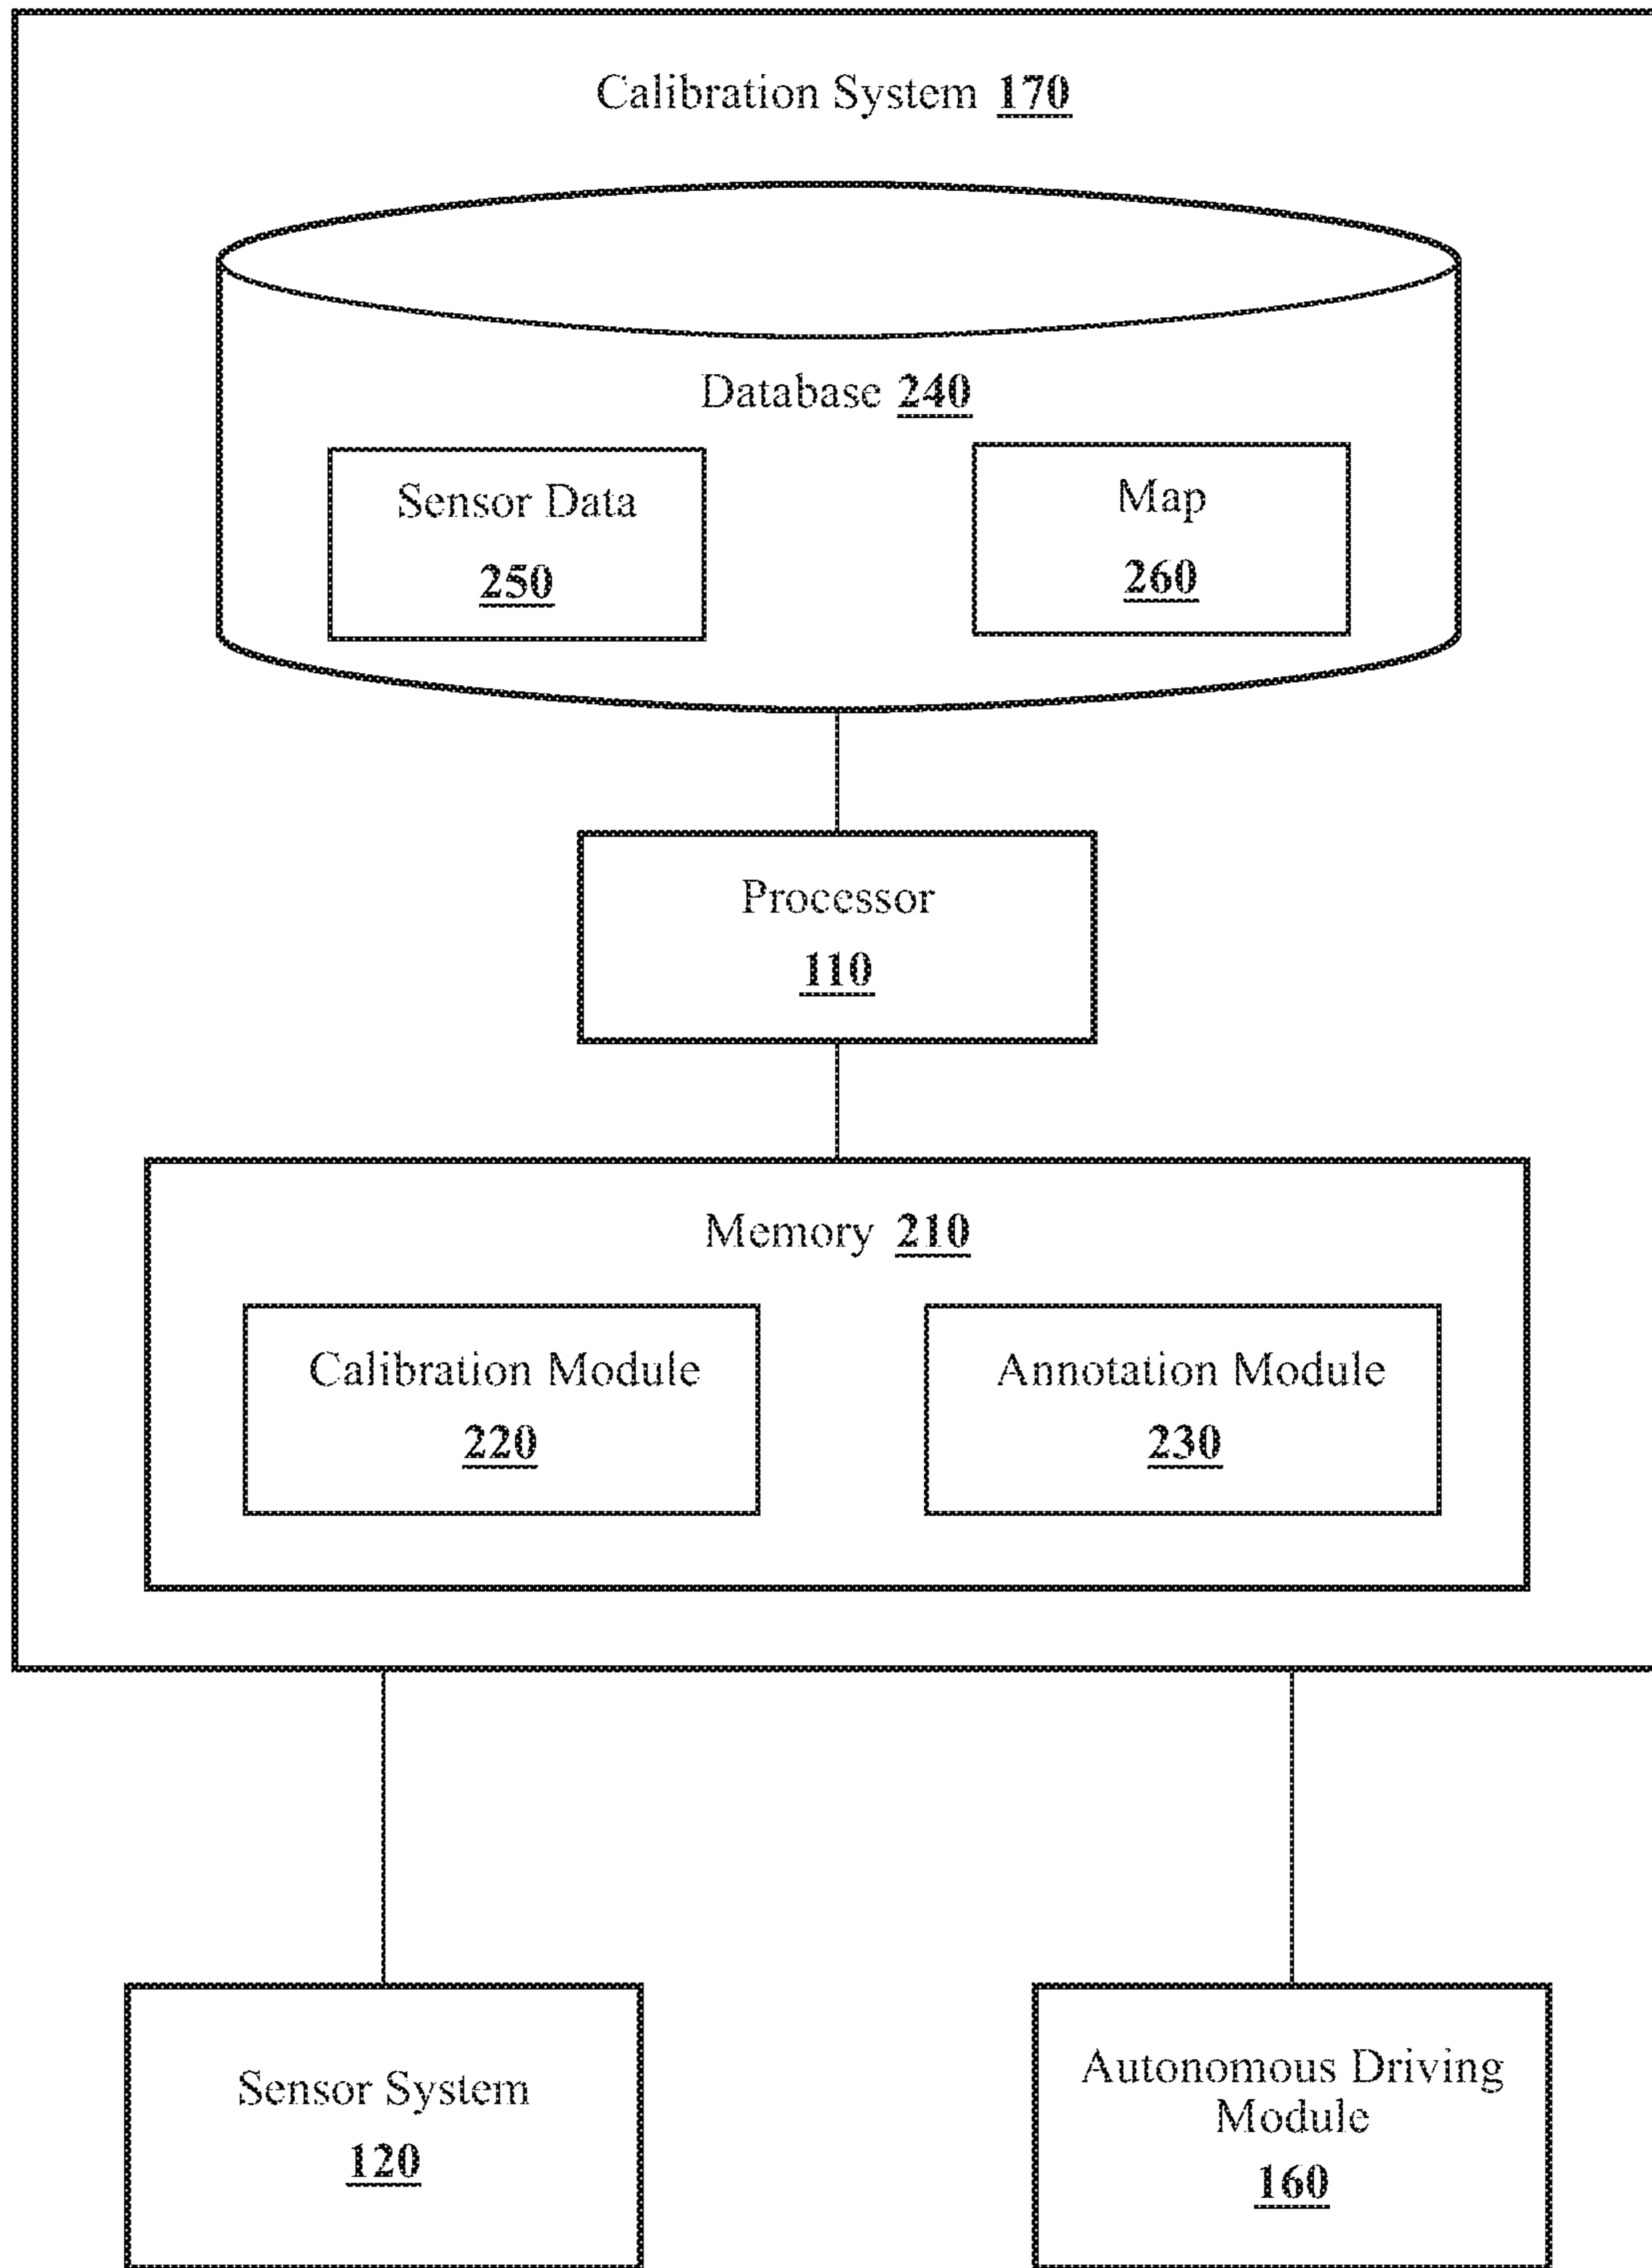 Calibration System 170
Database 240
Sensor Data
250
Map
260
Processor
110
Memory 210
Calibration Module
220
Annotation Module
230
Sensor System
120
Autonomous Driving
Module
160